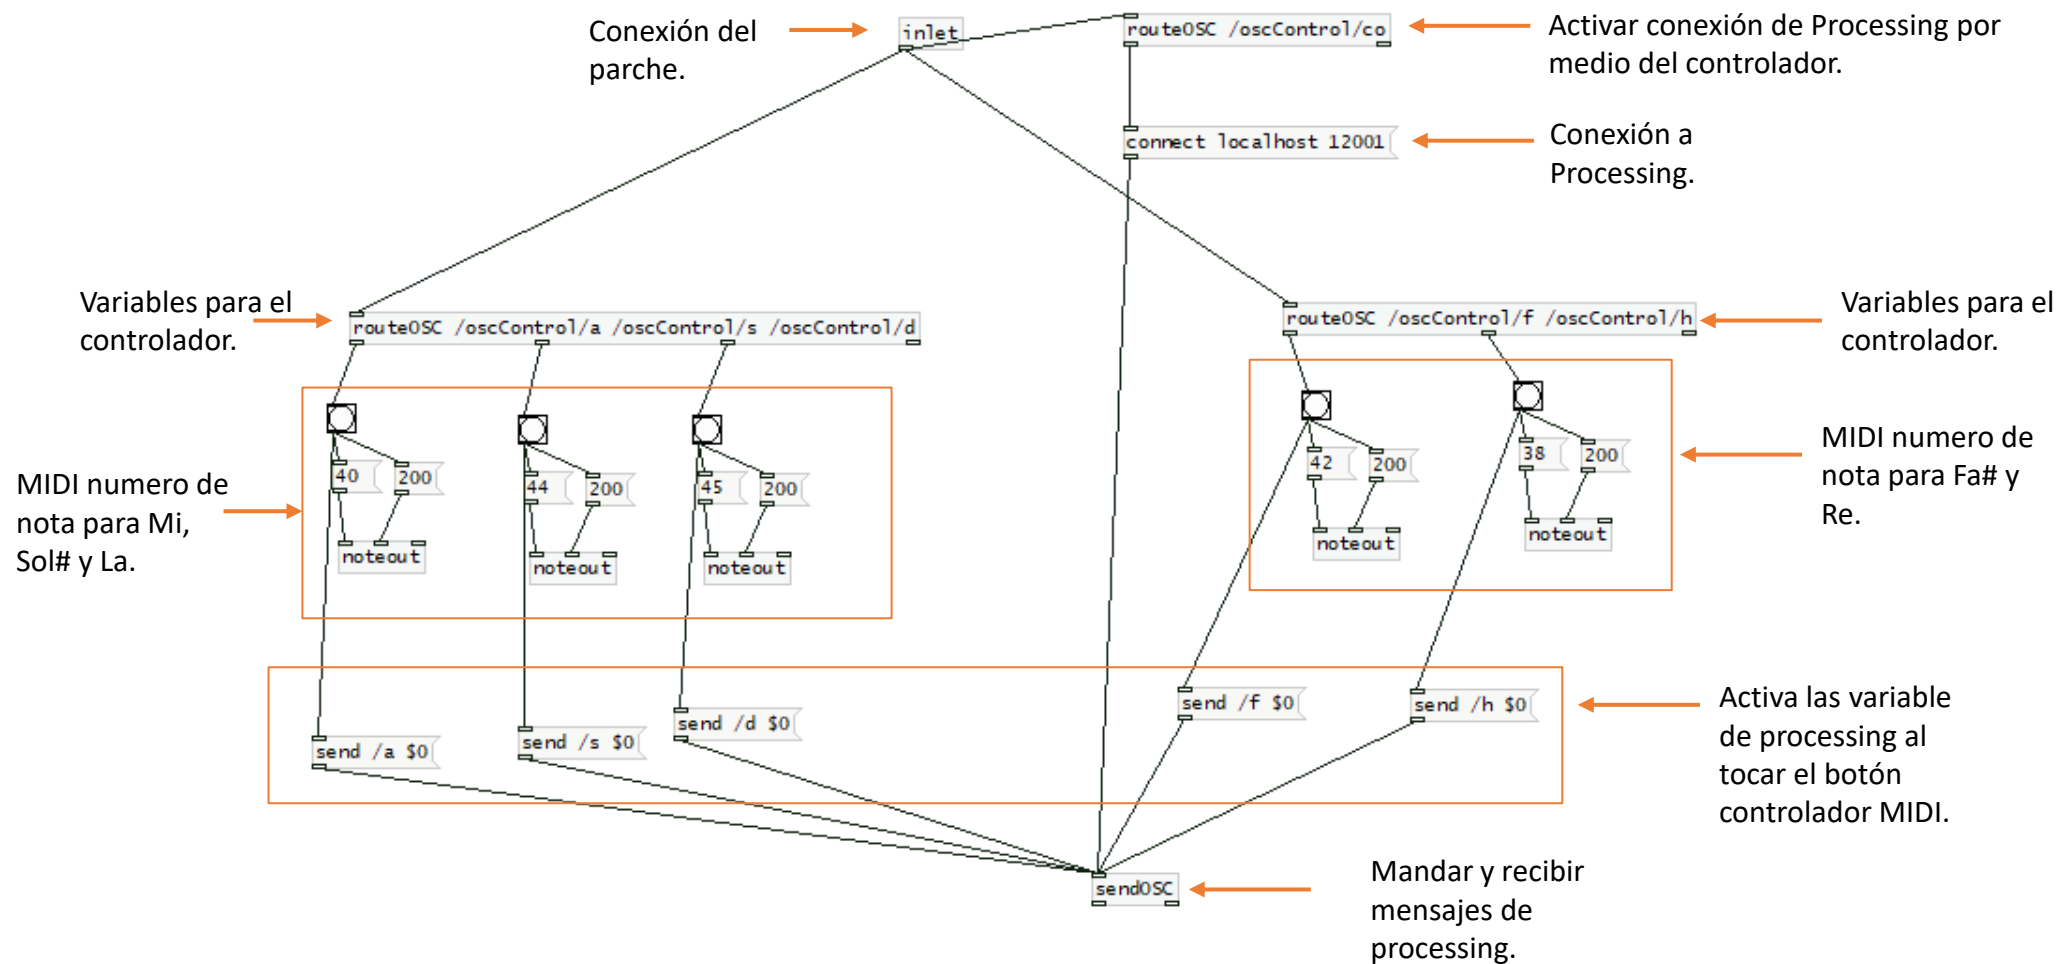 Conexión del
parche.
inlet
routeOSC /oscControl/co
Activar conexión de Processing por
medio del controlador.
connect localhost 12001
Conexión a
Processing.
Variables para el
controlador.
routeOSC /oscControl/a /oscControl/s /oscControl/d
routeOSC /oscControl/f /oscControl/h
Variables para el
controlador.
MIDI numero de
nota para Mi,
Sol# y La.
40
200
noteout
44
200
noteout
45
200
noteout
42
200
noteout
38
200
noteout
MIDI numero de
nota para Fa# y
Re.
send /a $0
send /s $0
send /d $0
send /f $0
send /h $0
Activa las variable
de processing al
tocar el botón
controlador MIDI.
sendOSC
Mandar y recibir
mensajes de
processing.